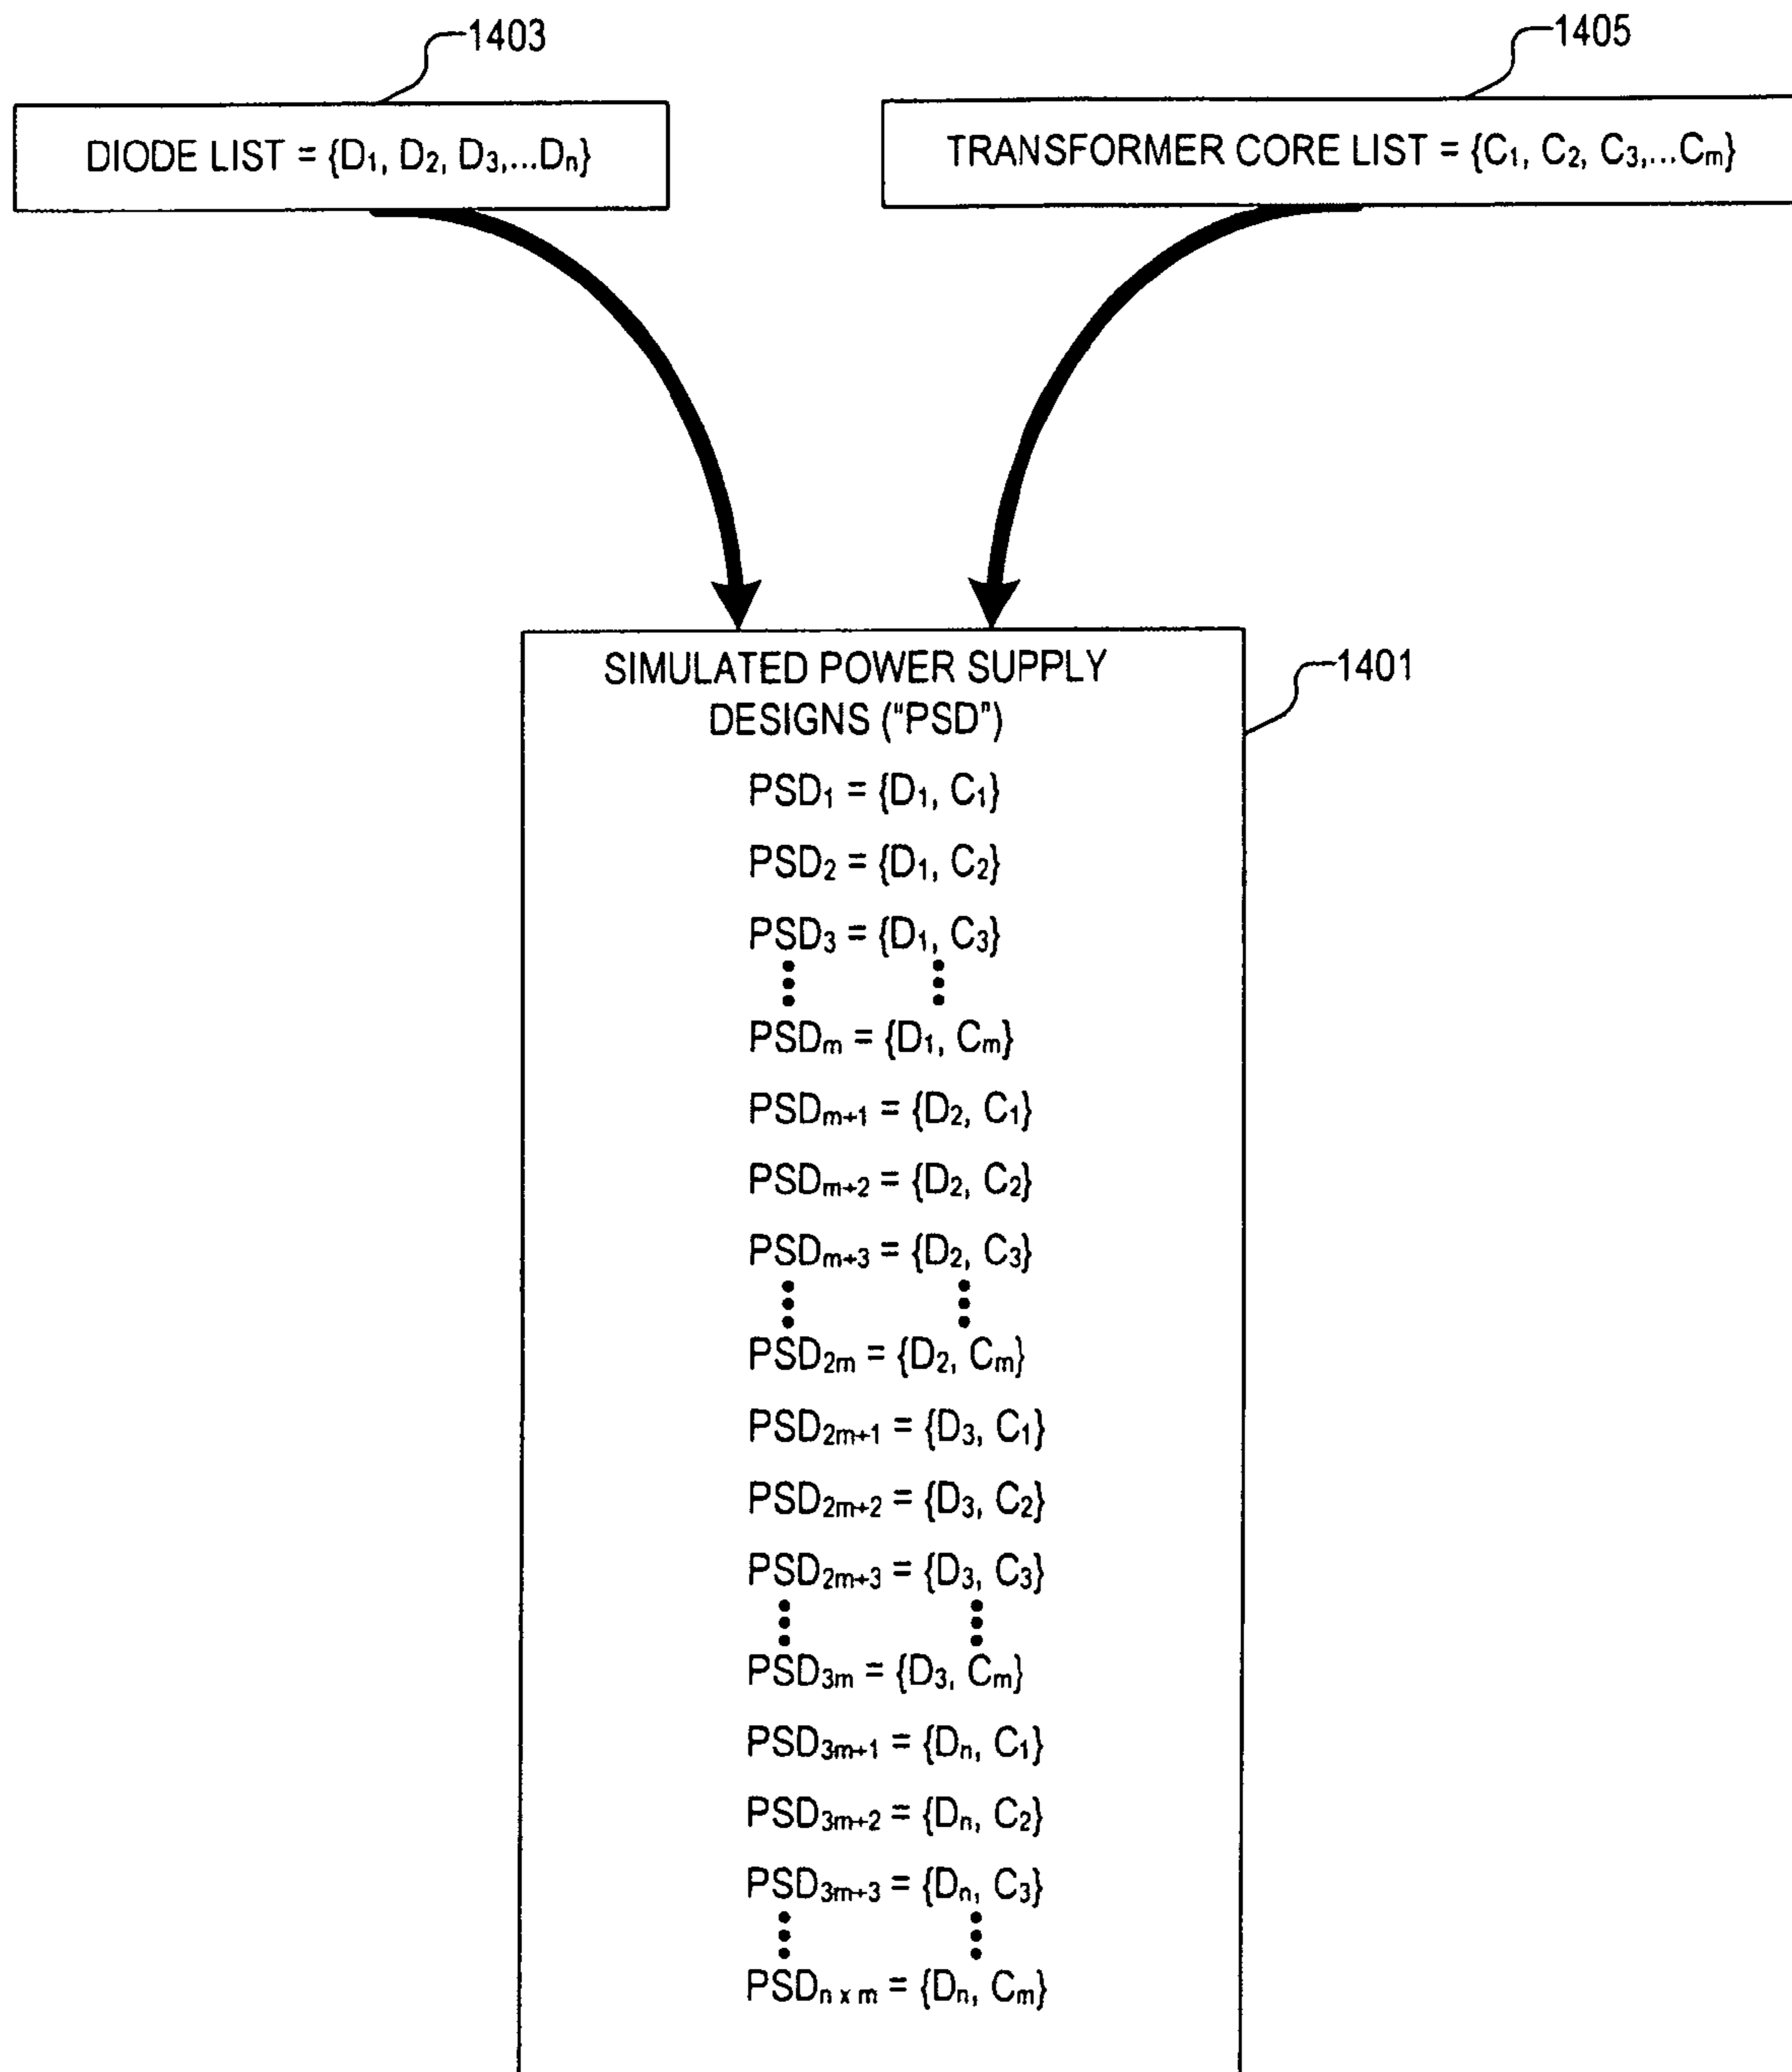 1403
1405
DIODE LIST = {D₁, D₂, D₃,...Dₙ}
TRANSFORMER CORE LIST = {C₁, C₂, C₃,...Cₘ}
SIMULATED POWER SUPPLY
DESIGNS ("PSD")
1401
PSD₁ = {D₁, C₁}
PSD₂ = {D₁, C₂}
PSD₃ = {D₁, C₃}
PSDₘ = {D₁, Cₘ}
PSDₘ₊₁ = {D₂, C₁}
PSDₘ₊₂ = {D₂, C₂}
PSDₘ₊₃ = {D₂, C₃}
PSD₂ₘ = {D₂, Cₘ}
PSD₂ₘ₊₁ = {D₃, C₁}
PSD₂ₘ₊₂ = {D₃, C₂}
PSD₂ₘ₊₃ = {D₃, C₃}
PSD₃ₘ = {D₃, Cₘ}
PSD₃ₘ₊₁ = {Dₙ, C₁}
PSD₃ₘ₊₂ = {Dₙ, C₂}
PSD₃ₘ₊₃ = {Dₙ, C₃}
PSDₙ ₓ ₘ = {Dₙ, Cₘ}